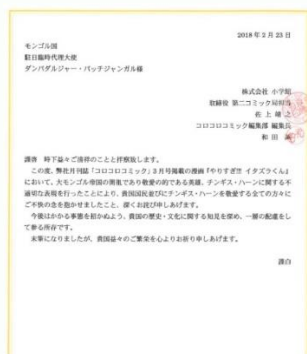 2018年2月23日
モンゴル国
駐日臨時代理大使
ダンバダルジャー・バッチジャンガル様
株式会社 小学館
取締役 第二コミック局担当
佐上靖之
コロコロコミック編集部 編集長
和田 誠
謹啓 時下益々ご清祥のことと拝察致します。
この度、弊社月刊誌「コロコロコミック」3月号掲載の漫画『やりすぎ!!! イタズラくん』
において、大モンゴル帝国の開祖であり敬愛の的である英雄、チンギス・ハーンに関する不
適切な表現を行ったことにより、貴国国民並びにチンギス・ハーンを敬愛する全ての方々に
ご不快の念を抱かせましたこと、深くお詫び申しあげます。
今後はかかる事態を招かぬよう、貴国の歴史・文化に関する知見を深め、一層の配慮をし
て参る所存です。
末筆になりましたが、貴国益々のご繁栄を心よりお祈り申しあげます。
謹白